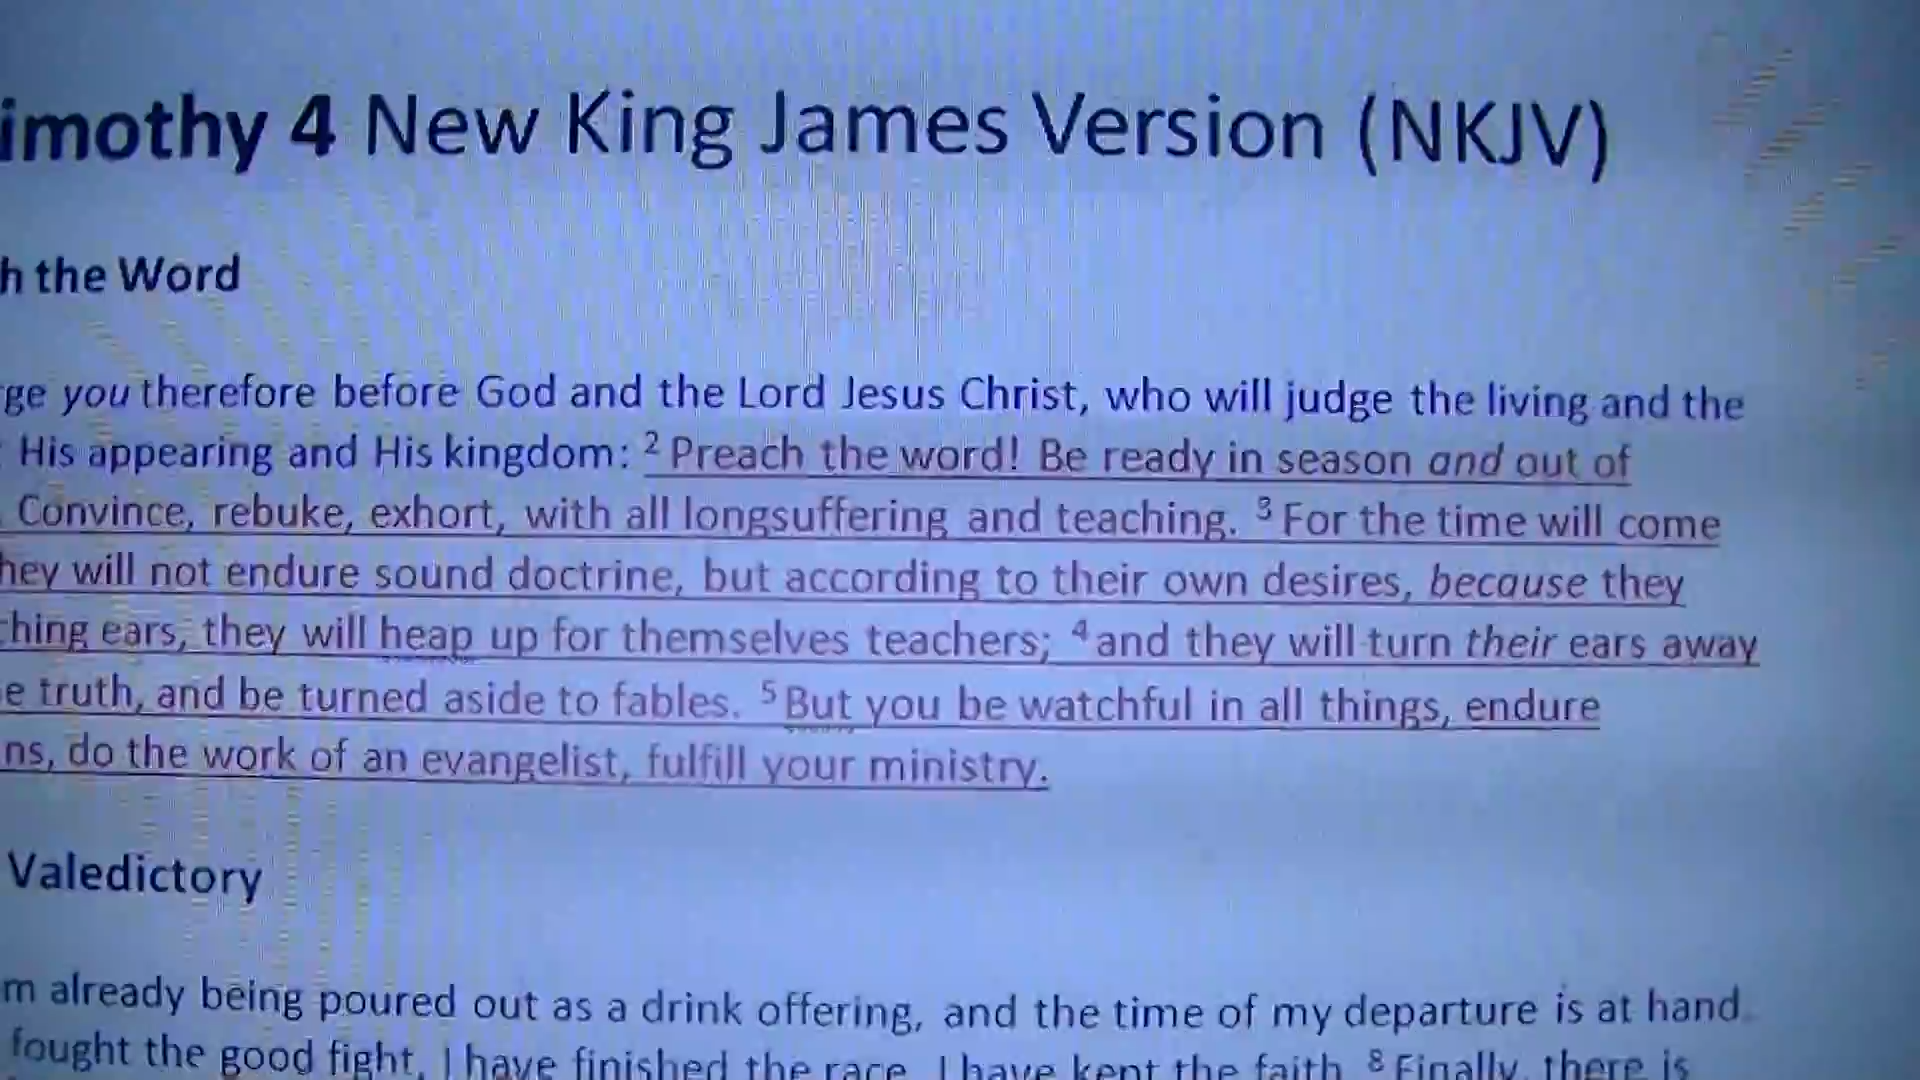 imothy 4 New King James Version (NKJV)
h the Word
rge you therefore before God and the Lord Jesus Christ, who will judge the living and the
His appearing and His kingdom: 2 Preach the word! Be ready in season and out of
. Convince, rebuke, exhort, with all longsuffering and teaching. 3 For the time will come
hey will not endure sound doctrine, but according to their own desires, because they
ching ears, they will heap up for themselves teachers; 4 and they will turn their ears away
e truth, and be turned aside to fables. 5 But you be watchful in all things, endure
ns, do the work of an evangelist, fulfill your ministry.
Valedictory
m already being poured out as a drink offering, and the time of my departure is at hand.
fought the good fight, I have finished the race, I have kept the faith. 8 Finally, there is